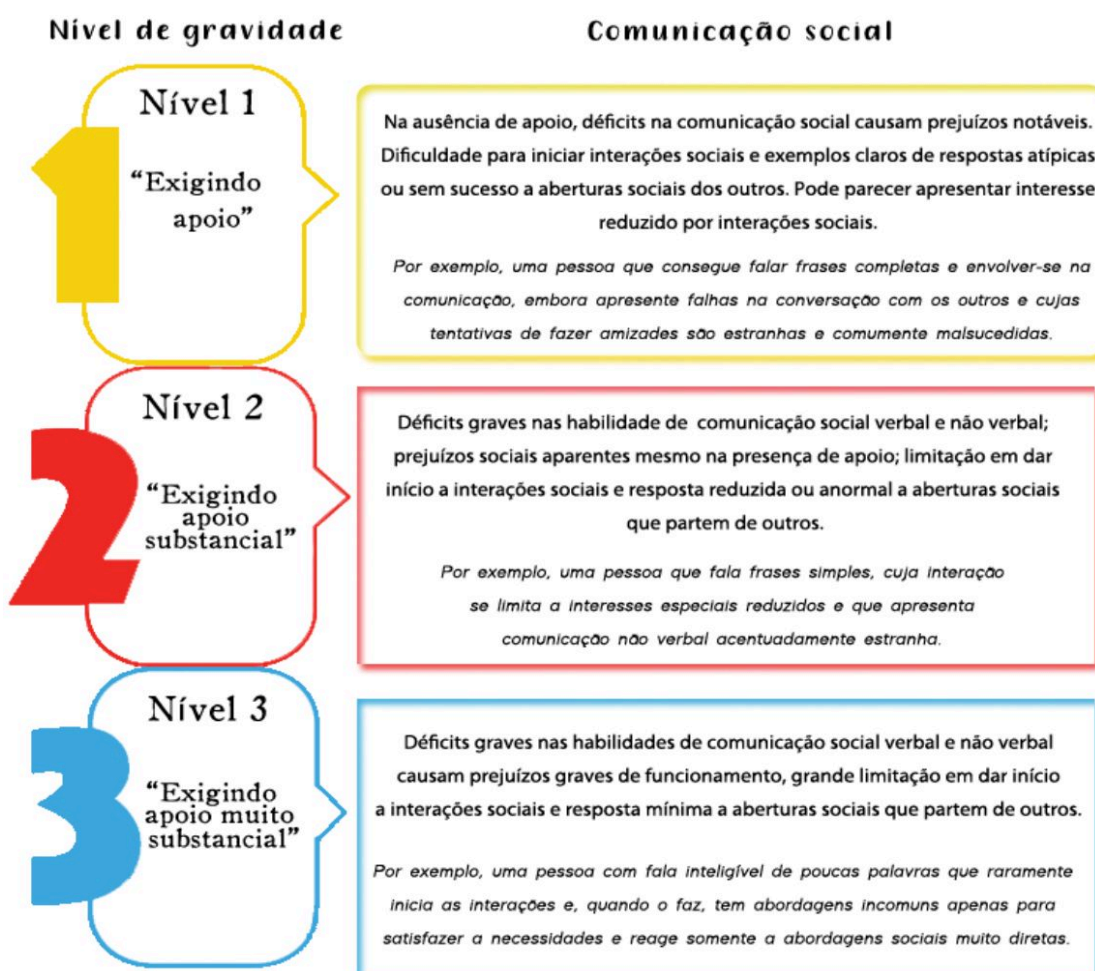 Nível de gravidade
Comunicação social
1
Nível 1
“Exigindo
apoio”
Na ausência de apoio, déficits na comunicação social causam prejuízos notáveis.
Dificuldade para iniciar interações sociais e exemplos claros de respostas atípicas
ou sem sucesso a aberturas sociais dos outros. Pode parecer apresentar interesse
reduzido por interações sociais.
Por exemplo, uma pessoa que consegue falar frases completas e envolver-se na
comunicação, embora apresente falhas na conversação com os outros e cujas
tentativas de fazer amizades são estranhas e comumente malsucedidas.
2
Nível 2
“Exigindo
apoio
substancial”
Déficits graves nas habilidade de comunicação social verbal e não verbal;
prejuízos sociais aparentes mesmo na presença de apoio; limitação em dar
início a interações sociais e resposta reduzida ou anormal a aberturas sociais
que partem de outros.
Por exemplo, uma pessoa que fala frases simples, cuja interação
se limita a interesses especiais reduzidos e que apresenta
comunicação não verbal acentuadamente estranha.
3
Nível 3
“Exigindo
apoio muito
substancial”
Déficits graves nas habilidades de comunicação social verbal e não verbal
causam prejuízos graves de funcionamento, grande limitação em dar início
a interações sociais e resposta mínima a aberturas sociais que partem de outros.
Por exemplo, uma pessoa com fala inteligível de poucas palavras que raramente
inicia as interações e, quando o faz, tem abordagens incomuns apenas para
satisfazer a necessidades e reage somente a abordagens sociais muito diretas.